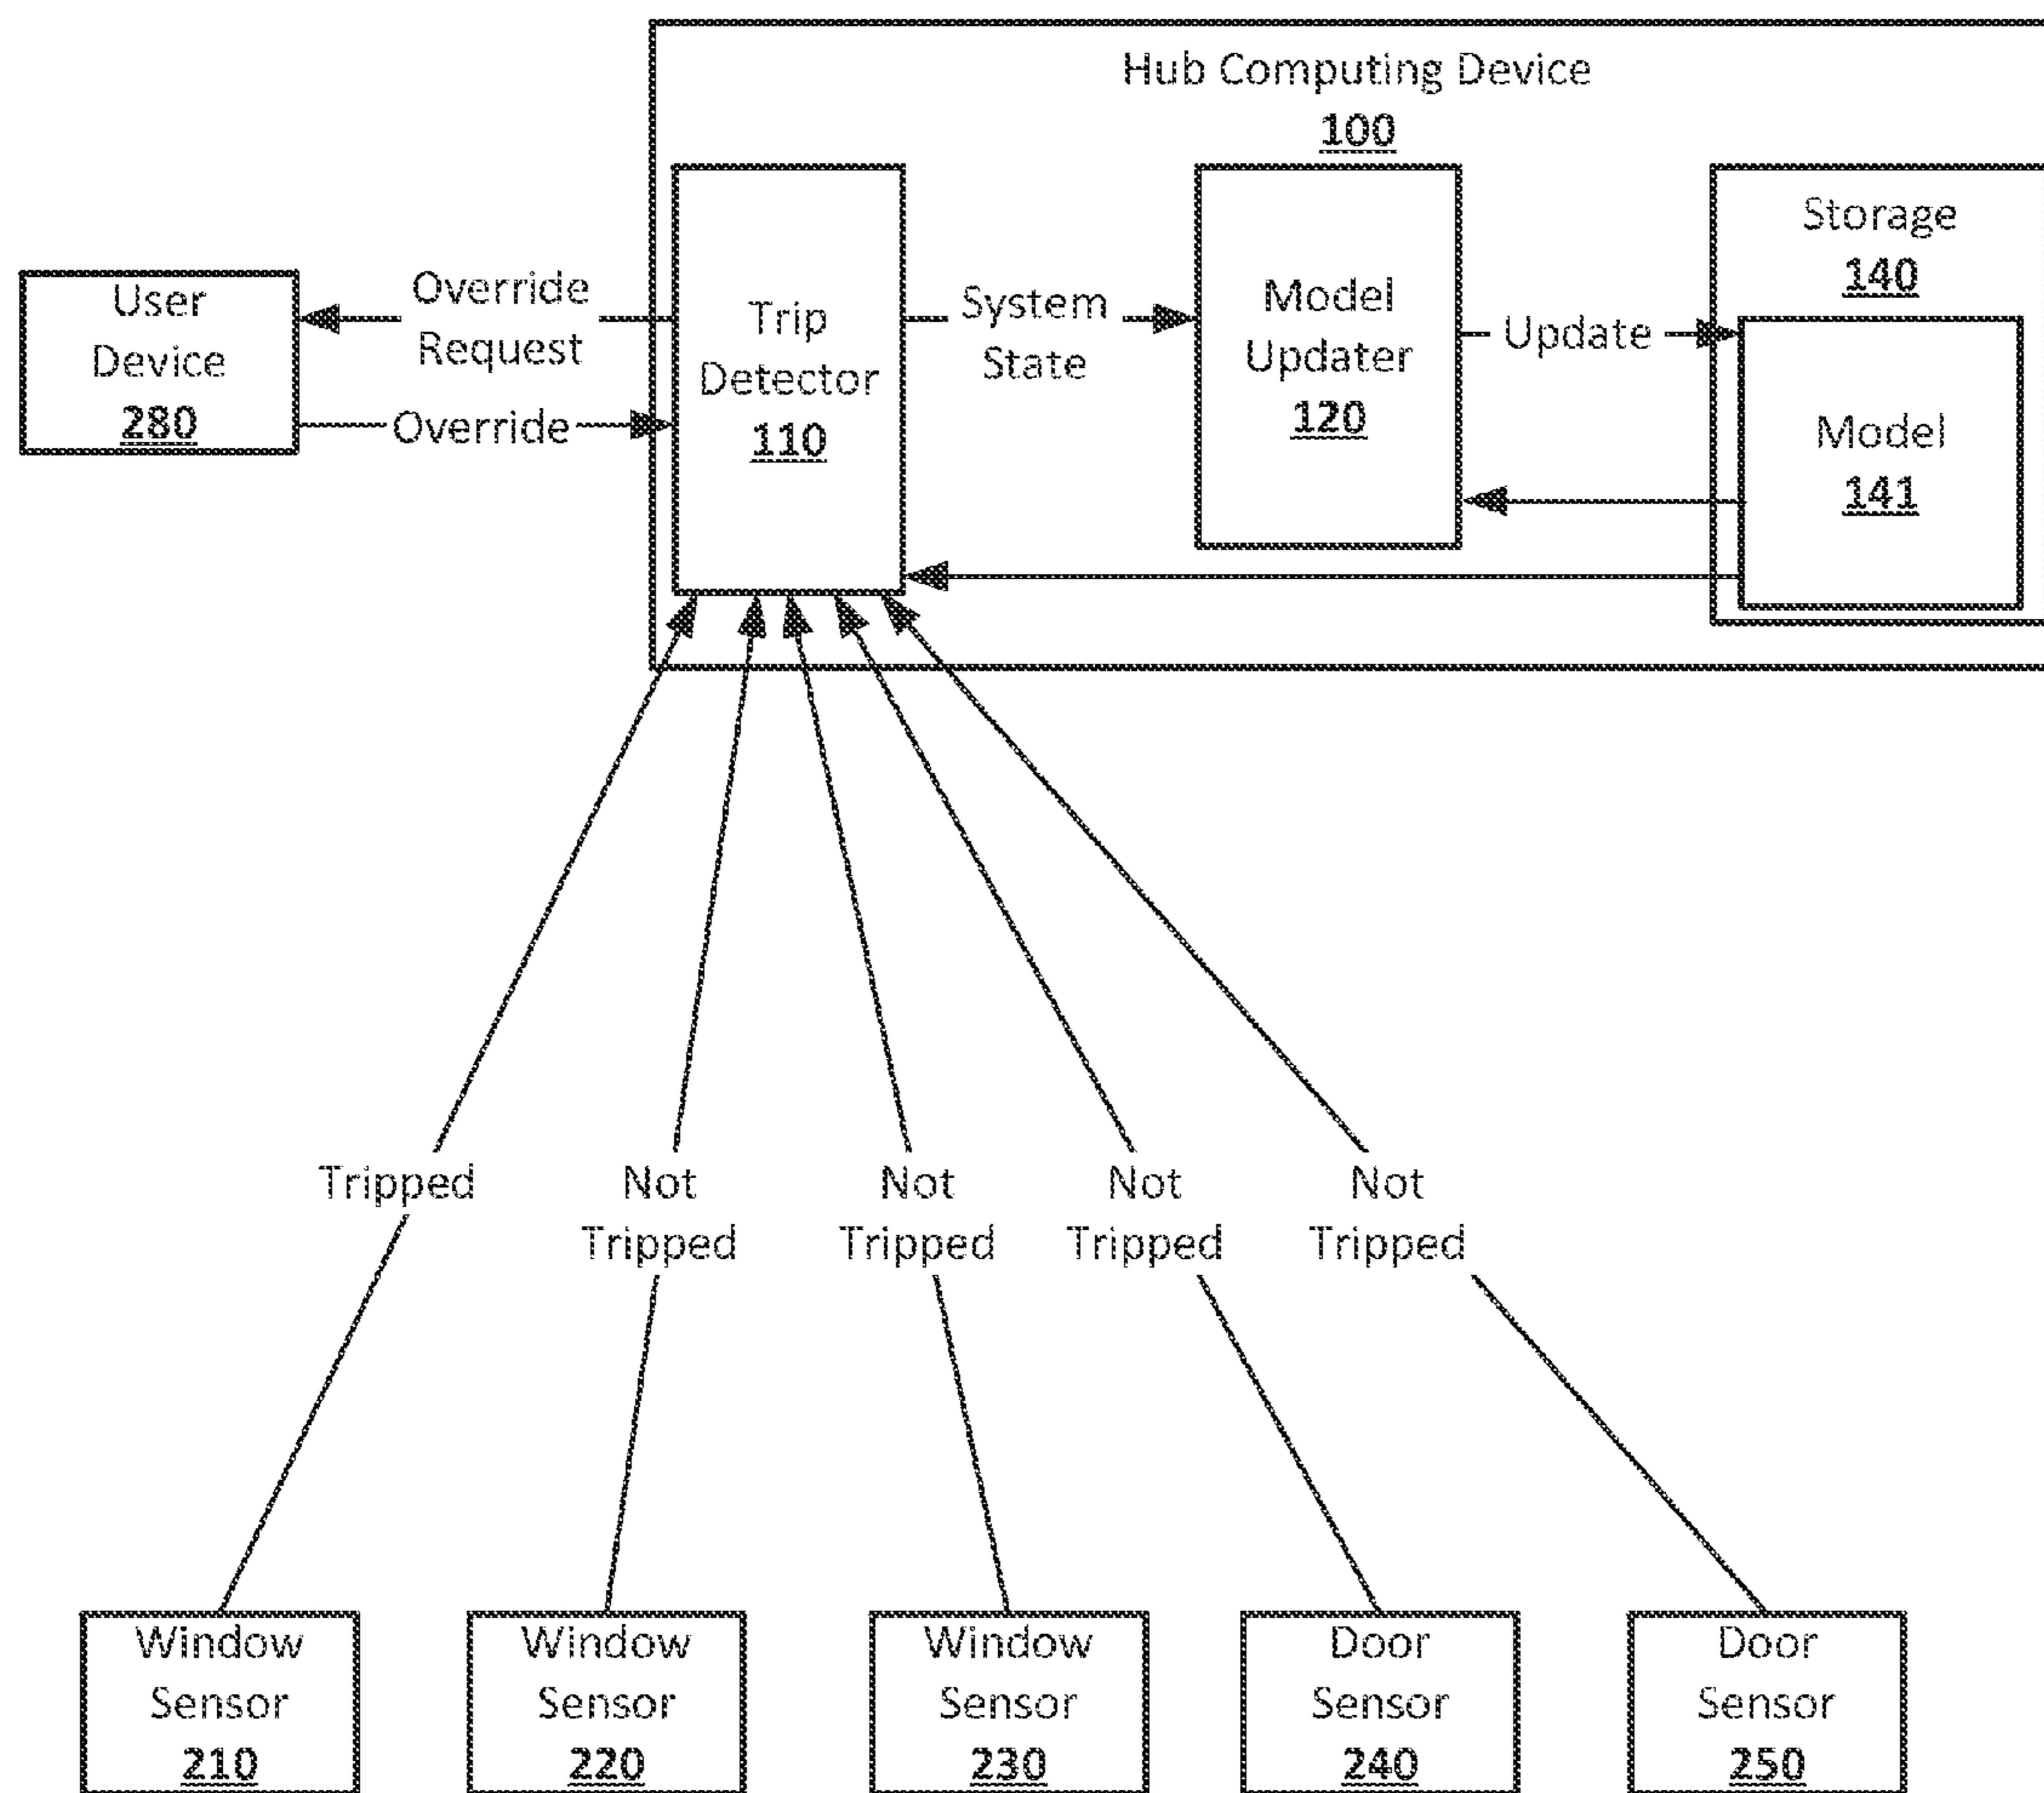 Hub Computing Device
100
User
Device
280
Override
Request
Override
Trip
Detector
110
System
State
Model
Updater
120
Update
Storage
140
Model
141
Tripped
Not
Tripped
Not
Tripped
Not
Tripped
Not
Tripped
Window
Sensor
210
Window
Sensor
220
Window
Sensor
230
Door
Sensor
240
Door
Sensor
250